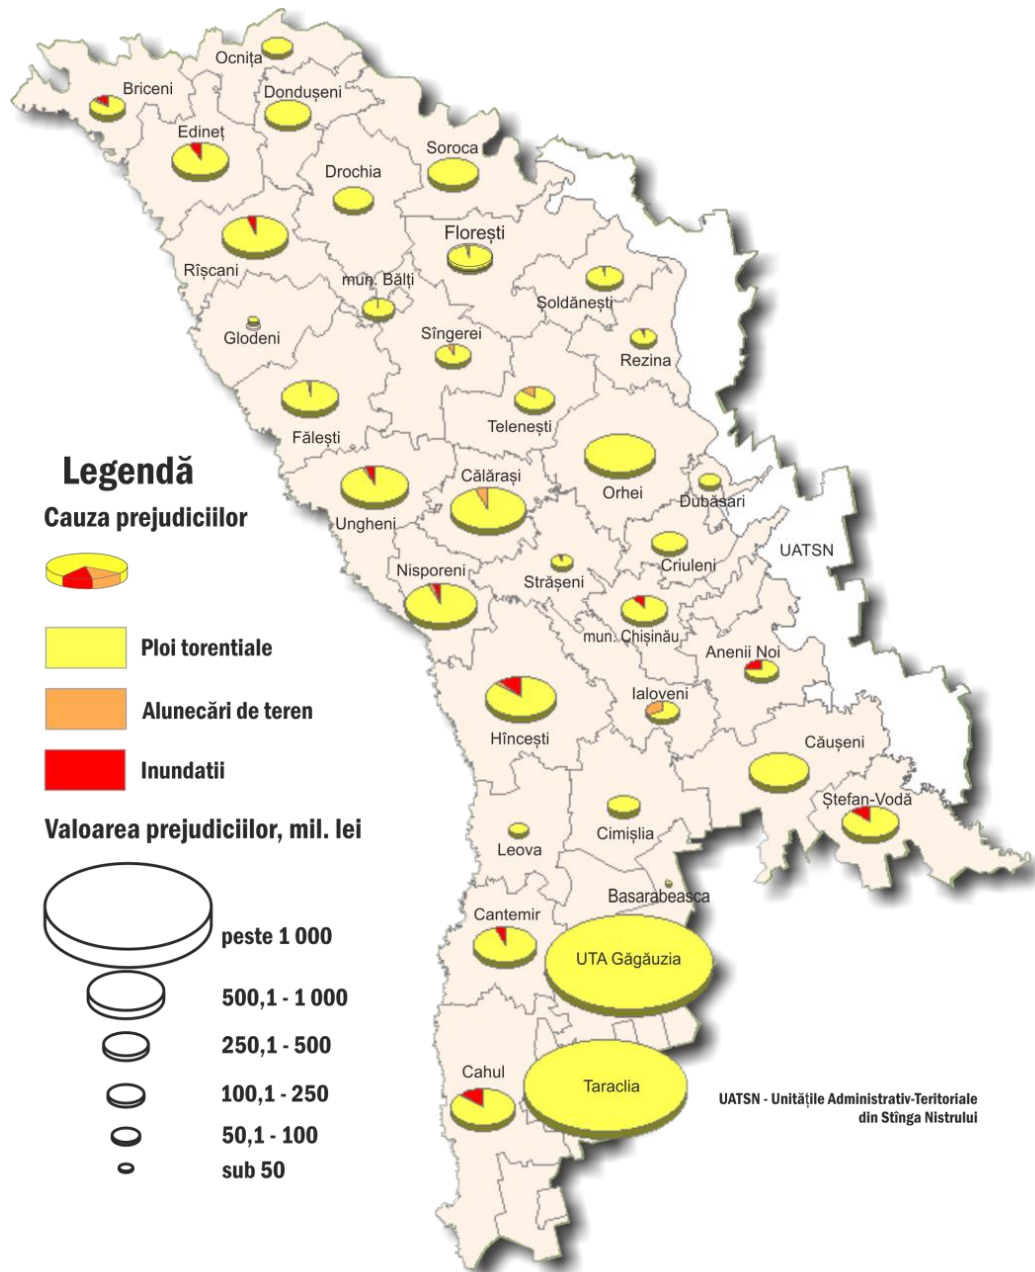 Ocnița
Briceni
Dondușeni
Edineț
Soroca
Drochia
Florești
Rîșcani
mun. Bălți
Șoldănești
Glodeni
Sîngerei
Rezina
Telenești
Fălești
Legendă
Călărași
Orhei
Dubăsari
Cauza prejudiciilor
Ungheni
UATSN
Criuleni
Nisporeni
Strășeni
mun. Chișinău
Ploi torentiale
Anenii Noi
Ialoveni
Alunecări de teren
Hîncești
Căușeni
Inundatii
Ștefan-Vodă
Valoarea prejudiciilor, mil. lei
Cimișlia
Leova
Basarabeasca
Cantemir
peste 1 000
UTA Găgăuzia
500,1 - 1 000
250,1 - 500
Cahul
Taraclia
100,1 - 250
UATSN - Unitățile Administrativ-Teritoriale
din Stînga Nistrului
50,1 - 100
sub 50